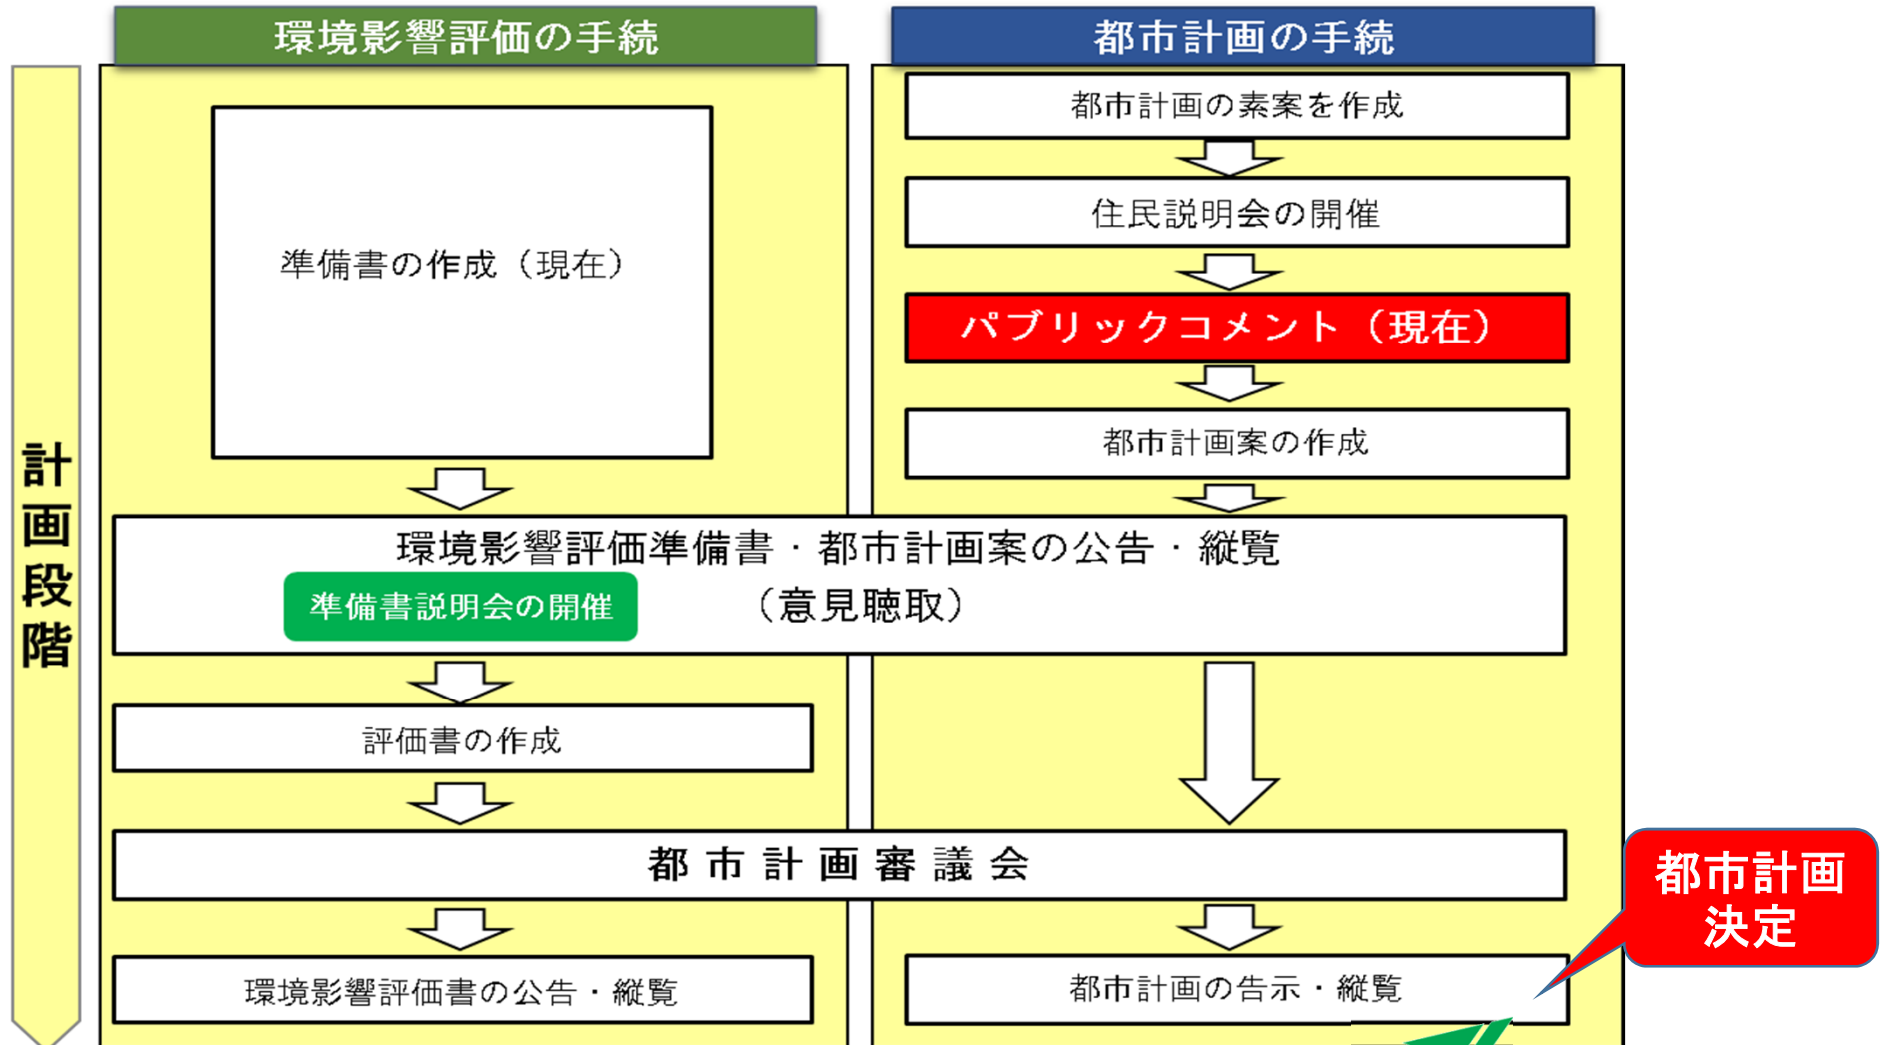 環境影響評価の手続
都市計画の手続
計画段階
準備書の作成（現在）
都市計画の素案を作成
住民説明会の開催
パブリックコメント（現在）
都市計画案の作成
環境影響評価準備書・都市計画案の公告・縦覧
準備書説明会の開催
（意見聴取）
評価書の作成
都市計画審議会
環境影響評価書の公告・縦覧
都市計画の告示・縦覧
都市計画
決定